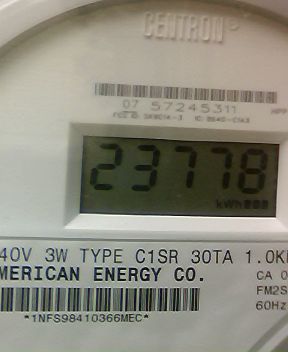 CENTRON®
07 57245311
23778
kWh
40V 3W TYPE C1SR 30TA 1.0K
MERICAN ENERGY CO.
CA 0
FM2S
60Hz
*1NFS98410366MEC*